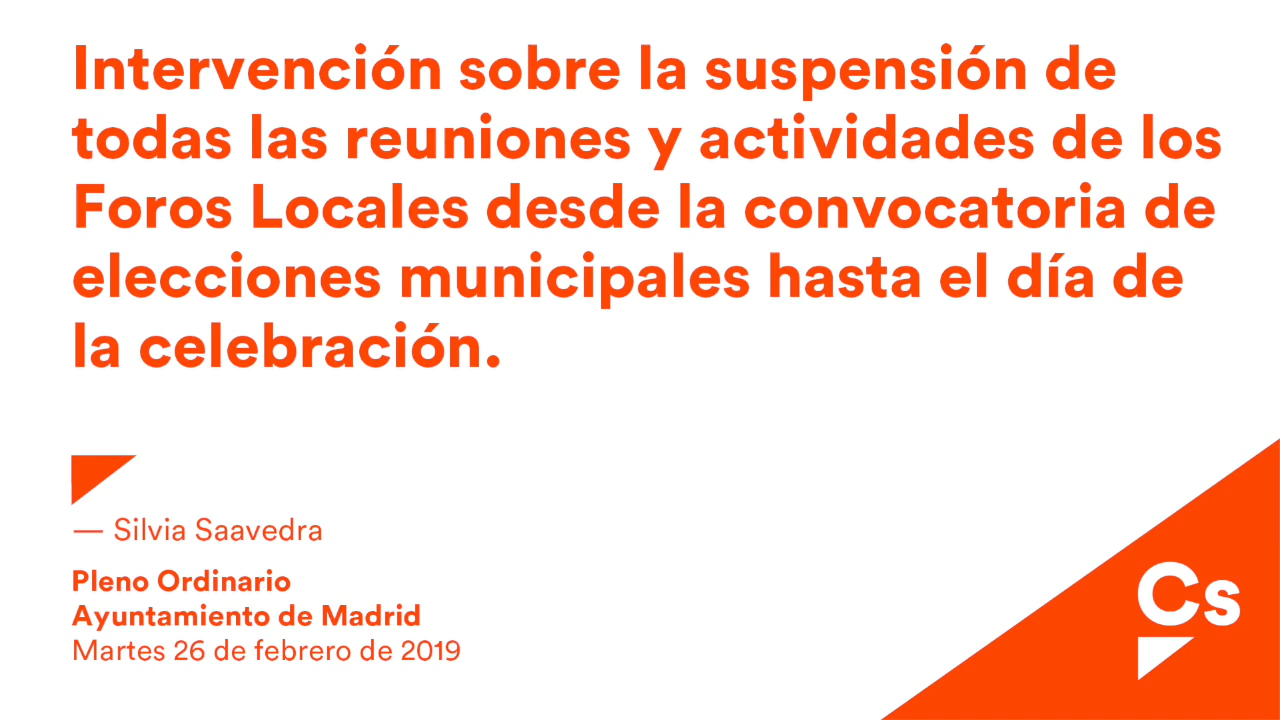 Intervención sobre la suspensión de
todas las reuniones y actividades de los
Foros Locales desde la convocatoria de
elecciones municipales hasta el día de
la celebración.
— Silvia Saavedra
Pleno Ordinario
Ayuntamiento de Madrid
Martes 26 de febrero de 2019
Cs